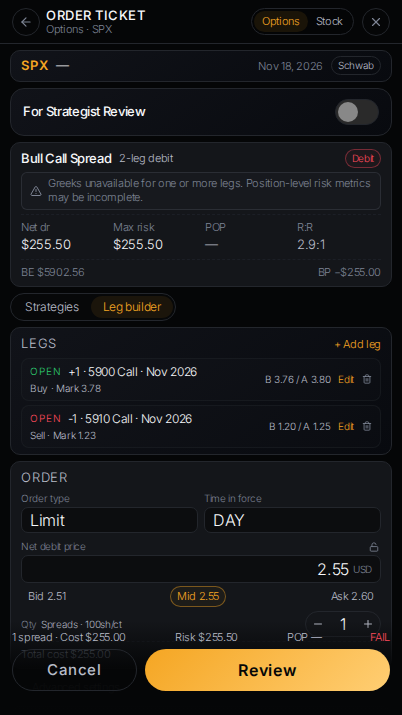 ORDER TICKET
Options · SPX
Options Stock
SPX — Nov 18, 2026 Schwab
For Strategist Review
Bull Call Spread 2-leg debit Debit
Greeks unavailable for one or more legs. Position-level risk metrics
may be incomplete.
Net dr Max risk POP R:R
$255.50 $255.50 — 2.9:1
BE $5902.56 BP −$255.00
Strategies Leg builder
LEGS + Add leg
OPEN +1 · 5900 Call · Nov 2026 B 3.76 / A 3.80 Edit
Buy · Mark 3.78
OPEN -1 · 5910 Call · Nov 2026 B 1.20 / A 1.25 Edit
Sell · Mark 1.23
ORDER
Order type Time in force
Limit DAY
Net debit price
2.55 USD
Bid 2.51 Mid 2.55 Ask 2.60
Qty Spreads · 100sh/ct − 1 +
1 spread · Cost $255.00 Risk $255.50 POP — FAIL
Total cost $255.00
Cancel Review